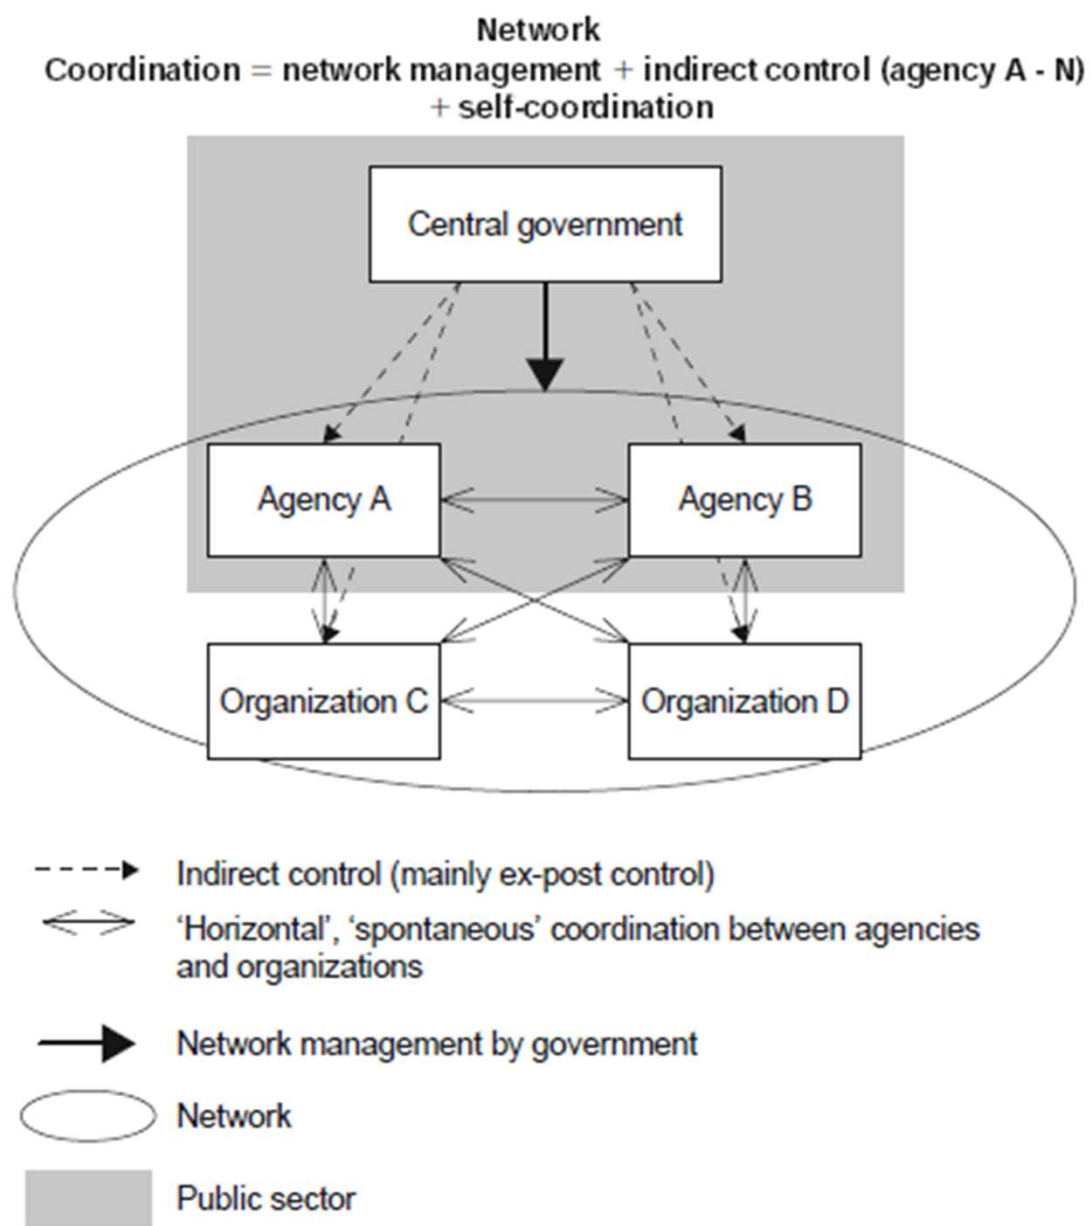 Network
Coordination = network management + indirect control (agency A - N)
+ self-coordination
Central government
Agency A
Agency B
Organization C
Organization D
Indirect control (mainly ex-post control)
‘Horizontal’, ‘spontaneous’ coordination between agencies
and organizations
Network management by government
Network
Public sector